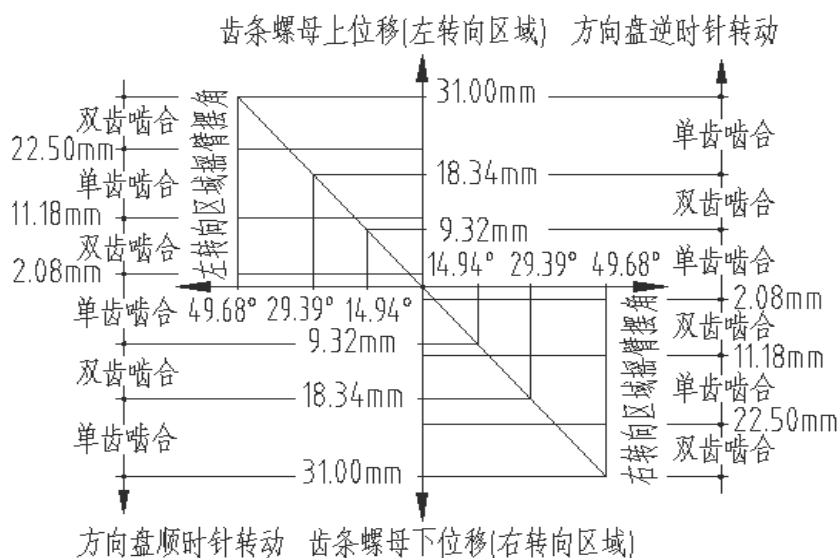 齿条螺母上位移(左转向区域) 方向盘逆时针转动
31.00mm
双齿啮合
单齿啮合
22.50mm
左转向区域摇臂摆角
单齿啮合
18.34mm
双齿啮合
11.18mm
9.32mm
双齿啮合
单齿啮合
2.08mm
14.94° 29.39° 49.68°
49.68° 29.39° 14.94°
2.08mm
单齿啮合
右转向区域摇臂摆角
双齿啮合
9.32mm
11.18mm
双齿啮合
单齿啮合
18.34mm
22.50mm
单齿啮合
双齿啮合
31.00mm
方向盘顺时针转动 齿条螺母下位移(右转向区域)